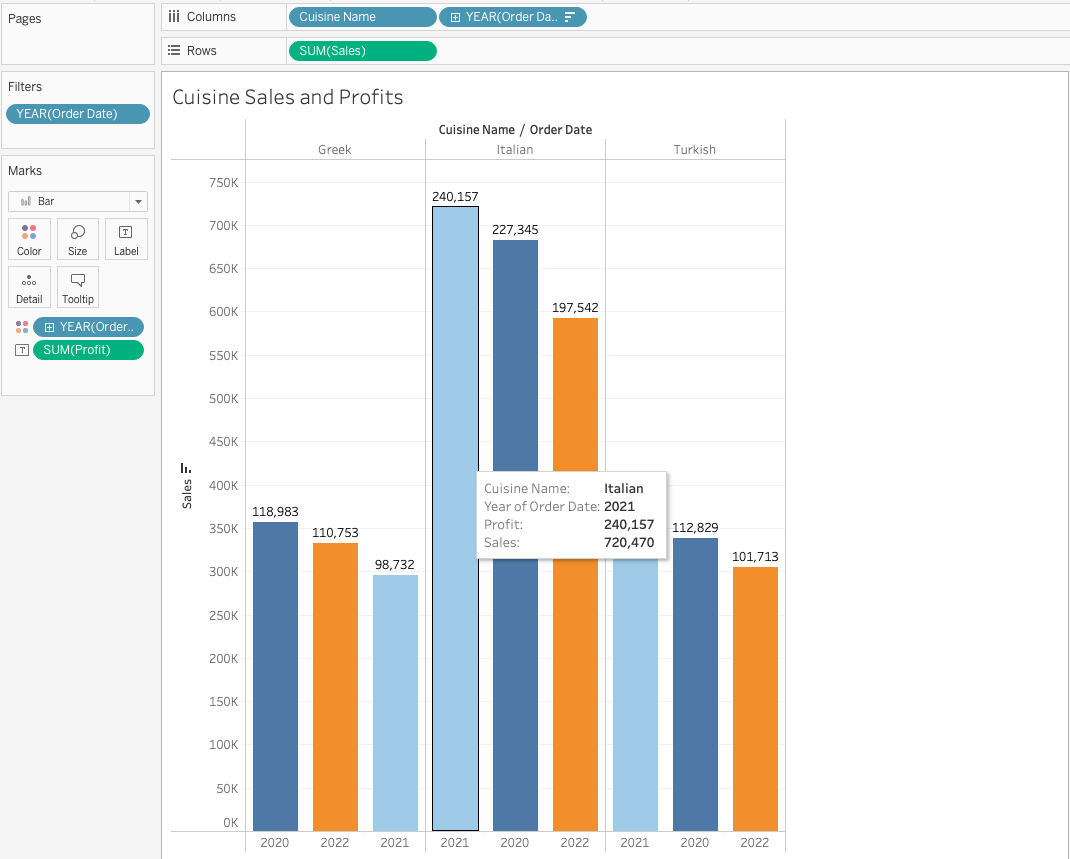 Pages
Columns
Cuisine Name
YEAR(Order Da..
Rows
SUM(Sales)
Filters
YEAR(Order Date)
Marks
Bar
Color
Size
Label
Detail
Tooltip
YEAR(Order..
SUM(Profit)
Cuisine Sales and Profits
Cuisine Name / Order Date
Greek
Italian
Turkish
Sales
750K
700K
650K
600K
550K
500K
450K
400K
350K
300K
250K
200K
150K
100K
50K
0K
118,983
110,753
98,732
240,157
227,345
197,542
112,829
101,713
Cuisine Name: Italian
Year of Order Date: 2021
Profit: 240,157
Sales: 720,470
2020
2022
2021
2021
2020
2022
2021
2020
2022